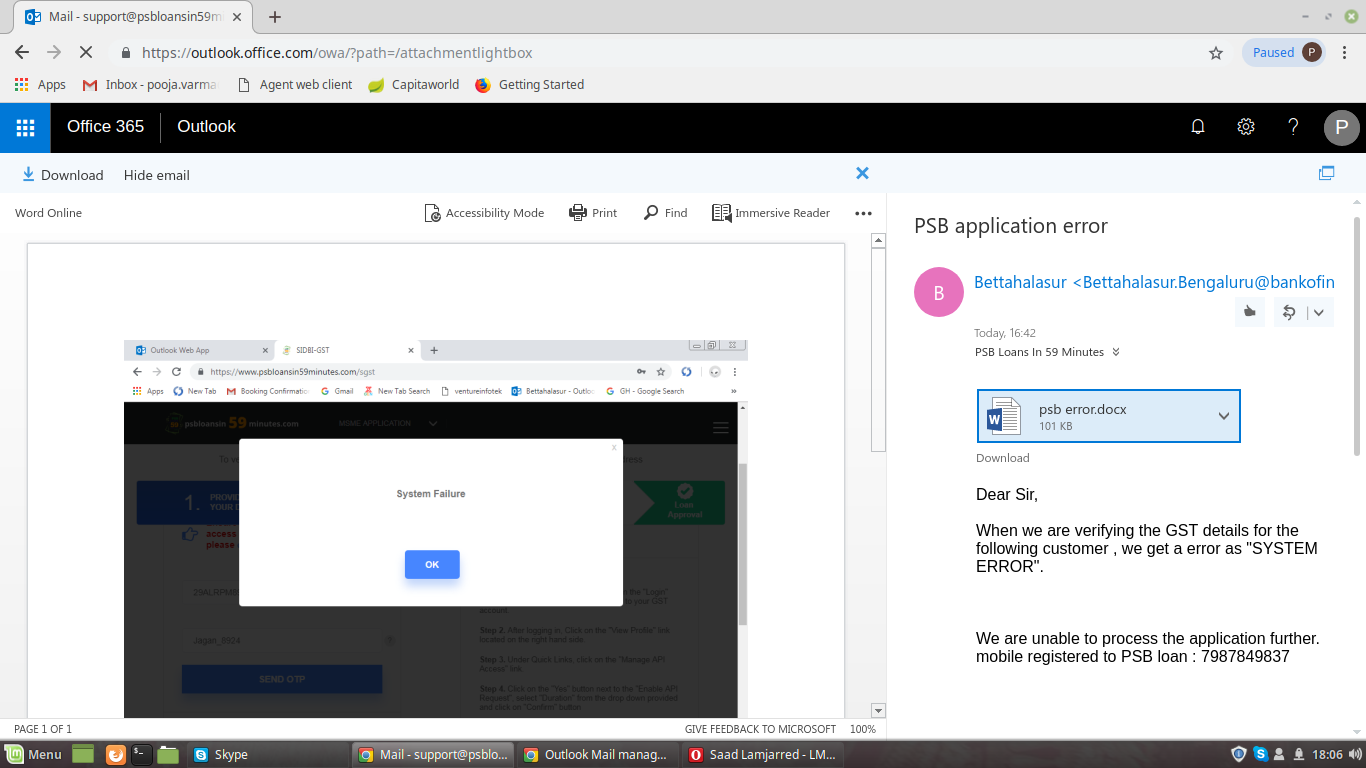 Mail - support@psbloansin59m
https://outlook.office.com/owa/?path=/attachmentlightbox
Paused P
Apps Inbox - pooja.varma Agent web client Capitaworld Getting Started
Office 365 Outlook ? P
Download Hide email
Word Online Accessibility Mode Print Find Immersive Reader
Outlook Web App SIDBI-GST
https://www.psbloansin59minutes.com/sgst
Apps New Tab Booking Confirmatio Gmail New Tab Search ventureinfotek Bettahalasur - Outloo GH - Google Search »
psbloansin 59 minutes.com MSME APPLICATION
To ve
dress
1. PROVID
YOUR
Loan
Approval
access
please
x
System Failure
OK
the "Login"
to your GST
account.
Jagan_8924
Step 2. After logging in, Click on the "View Profile" link
located on the right hand side.
Step 3. Under Quick Links, click on the "Manage API
Access" link
SEND OTP
Step 4. Click on the "Yes" button next to the "Enable API
Request", select "Duration" from the drop down provided
and click on "Confirm" button
PAGE 1 OF 1 GIVE FEEDBACK TO MICROSOFT 100%
PSB application error
B
Bettahalasur <Bettahalasur.Bengaluru@bankofin
Today, 16:42
PSB Loans In 59 Minutes
psb error.docx
101 KB
Download
Dear Sir,
When we are verifying the GST details for the
following customer , we get a error as "SYSTEM
ERROR".
We are unable to process the application further.
mobile registered to PSB loan : 7987849837
Menu Skype Mail - support@psblo... Outlook Mail manag... Saad Lamjarred - LM... 18:06